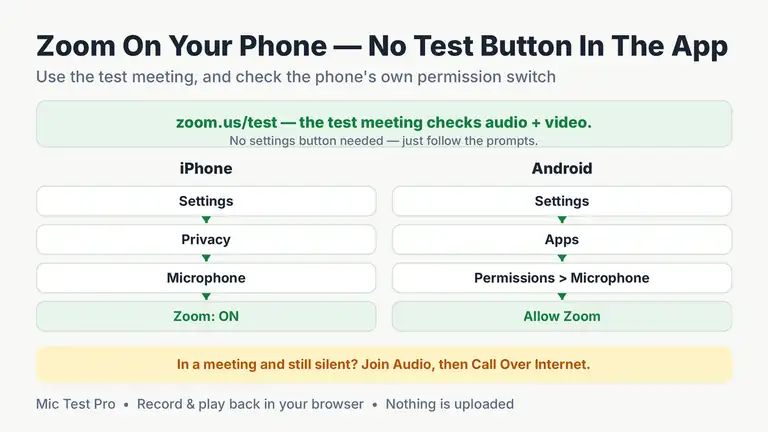 Zoom On Your Phone — No Test Button In The App
Use the test meeting, and check the phone's own permission switch
zoom.us/test — the test meeting checks audio + video.
No settings button needed — just follow the prompts.
iPhone
Settings
Privacy
Microphone
Zoom: ON
Android
Settings
Apps
Permissions > Microphone
Allow Zoom
In a meeting and still silent? Join Audio, then Call Over Internet.
Mic Test Pro • Record & play back in your browser • Nothing is uploaded